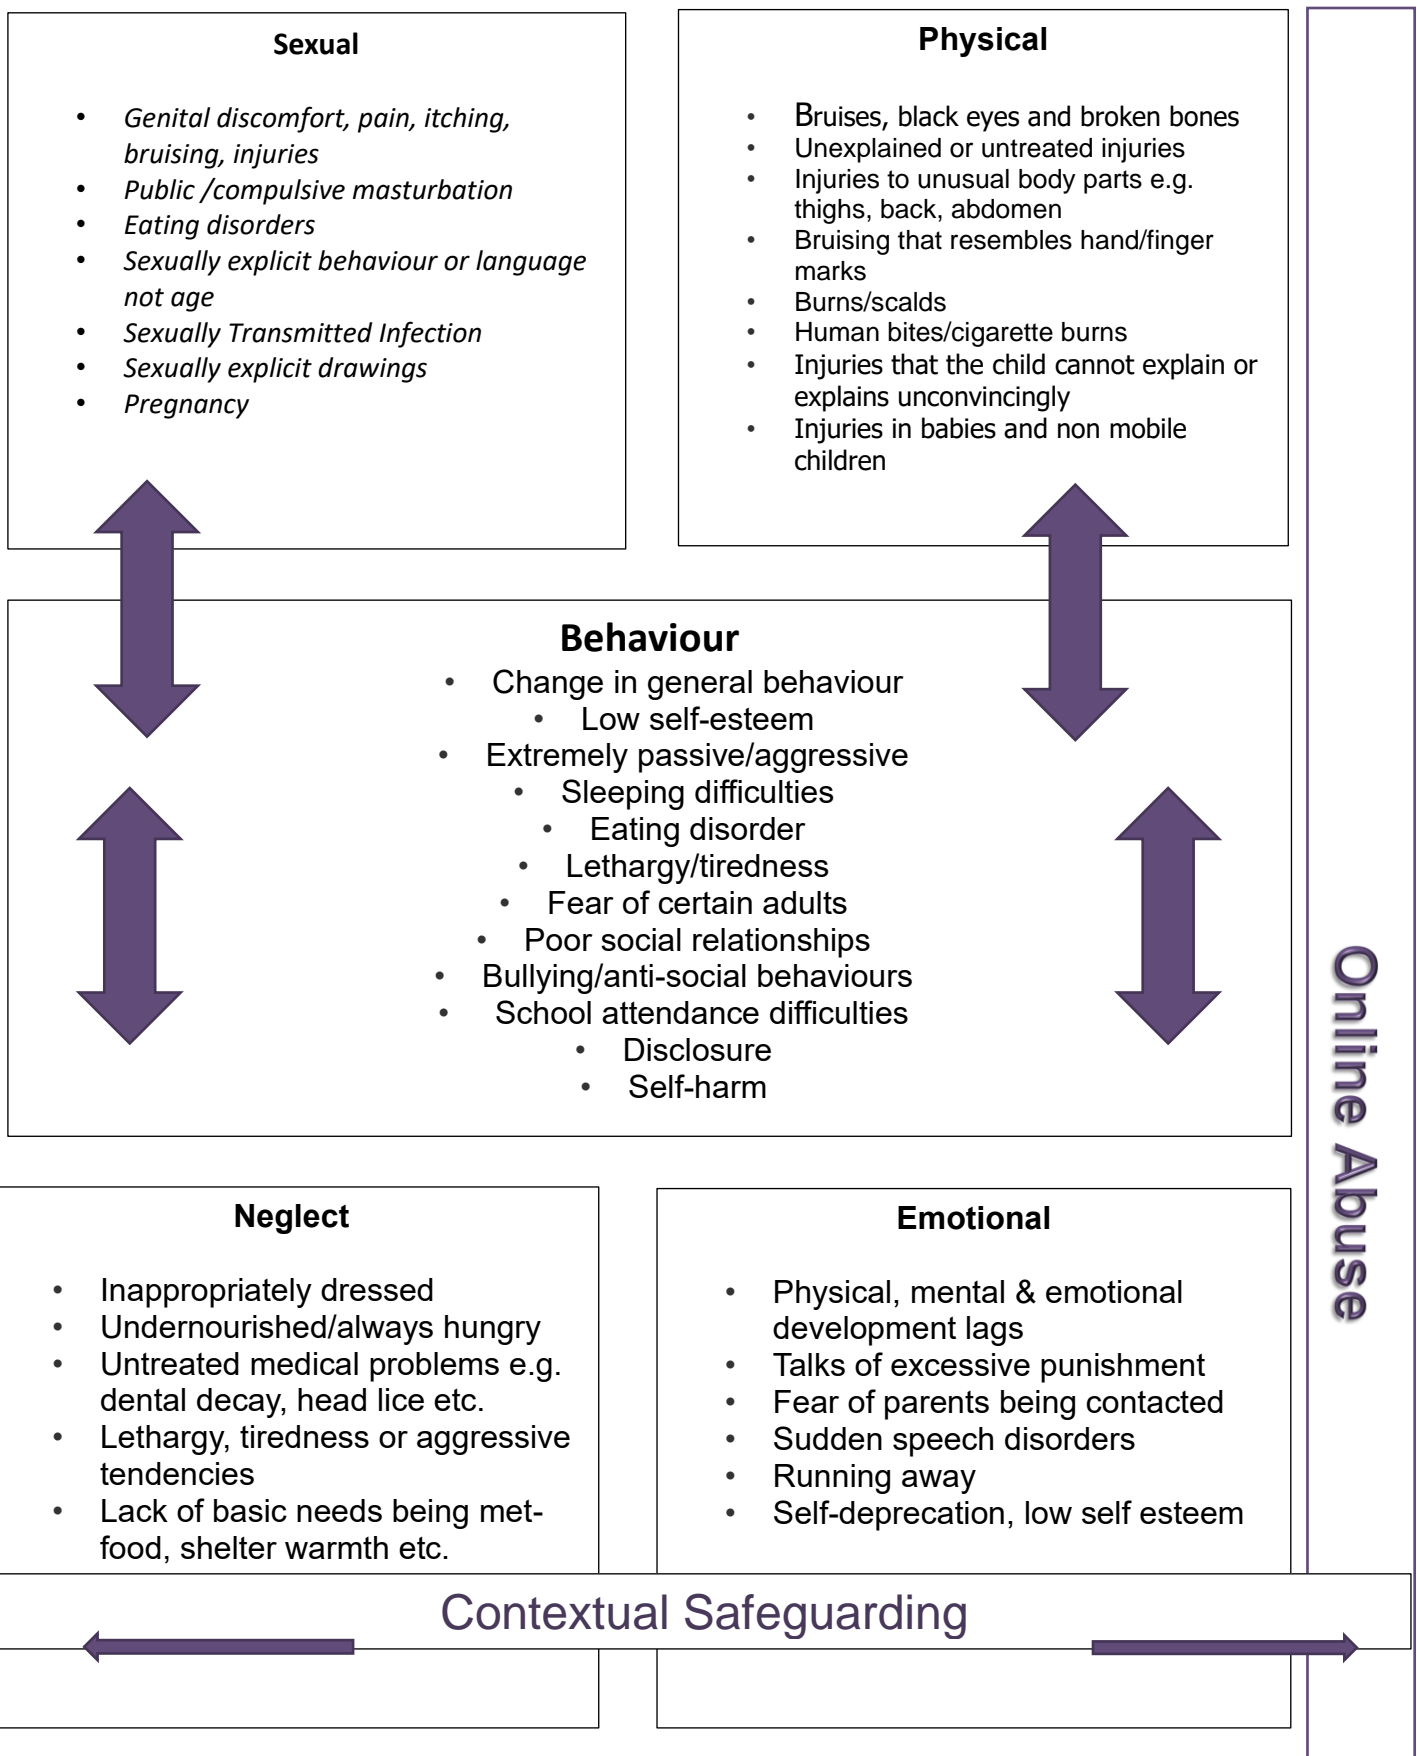 Sexual
• Genital discomfort, pain, itching,
bruising, injuries
• Public /compulsive masturbation
• Eating disorders
• Sexually explicit behaviour or language
not age
• Sexually Transmitted Infection
• Sexually explicit drawings
• Pregnancy
Physical
• Bruises, black eyes and broken bones
• Unexplained or untreated injuries
• Injuries to unusual body parts e.g.
thighs, back, abdomen
• Bruising that resembles hand/finger
marks
• Burns/scalds
• Human bites/cigarette burns
• Injuries that the child cannot explain or
explains unconvincingly
• Injuries in babies and non mobile
children
Behaviour
• Change in general behaviour
• Low self-esteem
• Extremely passive/aggressive
• Sleeping difficulties
• Eating disorder
• Lethargy/tiredness
• Fear of certain adults
• Poor social relationships
• Bullying/anti-social behaviours
• School attendance difficulties
• Disclosure
• Self-harm
Neglect
• Inappropriately dressed
• Undernourished/always hungry
• Untreated medical problems e.g.
dental decay, head lice etc.
• Lethargy, tiredness or aggressive
tendencies
• Lack of basic needs being met-
food, shelter warmth etc.
Emotional
• Physical, mental & emotional
development lags
• Talks of excessive punishment
• Fear of parents being contacted
• Sudden speech disorders
• Running away
• Self-deprecation, low self esteem
Contextual Safeguarding
Online Abuse